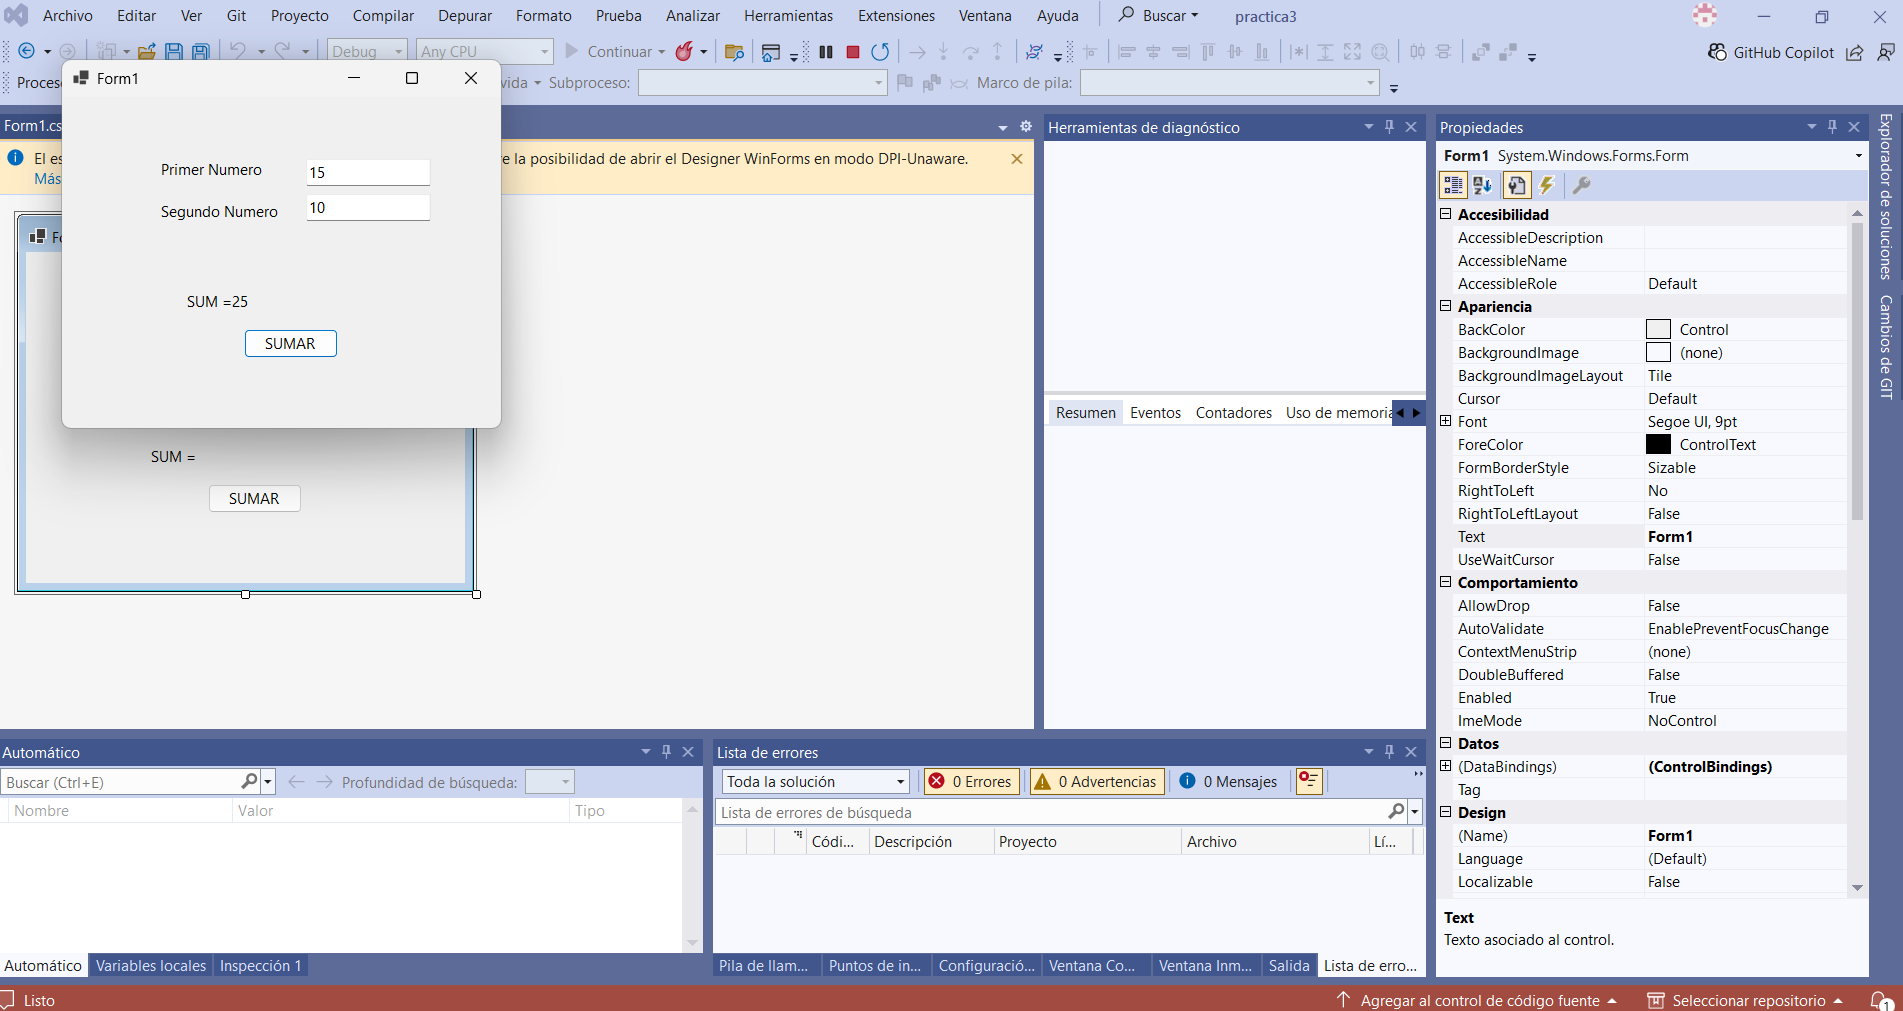 Archivo Editar Ver Git Proyecto Compilar Depurar Formato Prueba Analizar Herramientas Extensiones Ventana Ayuda Buscar practica3
Debug Any CPU Continuar GitHub Copilot
Proces vida Subproceso: Marco de pila:
Form1
Form1.cs
El es e la posibilidad de abrir el Designer WinForms en modo DPI-Unaware.
Más
Primer Numero 15
Segundo Numero 10
SUM =25
SUMAR
Fo
SUM =
SUMAR
Herramientas de diagnóstico
Resumen Eventos Contadores Uso de memoria
Propiedades
Form1 System.Windows.Forms.Form
Accesibilidad
AccessibleDescription
AccessibleName
AccessibleRole Default
Apariencia
BackColor Control
BackgroundImage (none)
BackgroundImageLayout Tile
Cursor Default
Font Segoe UI, 9pt
ForeColor ControlText
FormBorderStyle Sizable
RightToLeft No
RightToLeftLayout False
Text Form1
UseWaitCursor False
Comportamiento
AllowDrop False
AutoValidate EnablePreventFocusChange
ContextMenuStrip (none)
DoubleBuffered False
Enabled True
ImeMode NoControl
Datos
(DataBindings) (ControlBindings)
Tag
Design
(Name) Form1
Language (Default)
Localizable False
Text
Texto asociado al control.
Explorador de soluciones
Cambios de GIT
Automático
Buscar (Ctrl+E) Profundidad de búsqueda:
Nombre Valor Tipo
Automático Variables locales Inspección 1
Lista de errores
Toda la solución 0 Errores 0 Advertencias 0 Mensajes
Lista de errores de búsqueda
Códi... Descripción Proyecto Archivo Lí...
Pila de llam... Puntos de in... Configuració... Ventana Co... Ventana Inm... Salida Lista de erro...
Listo Agregar al control de código fuente Seleccionar repositorio 1